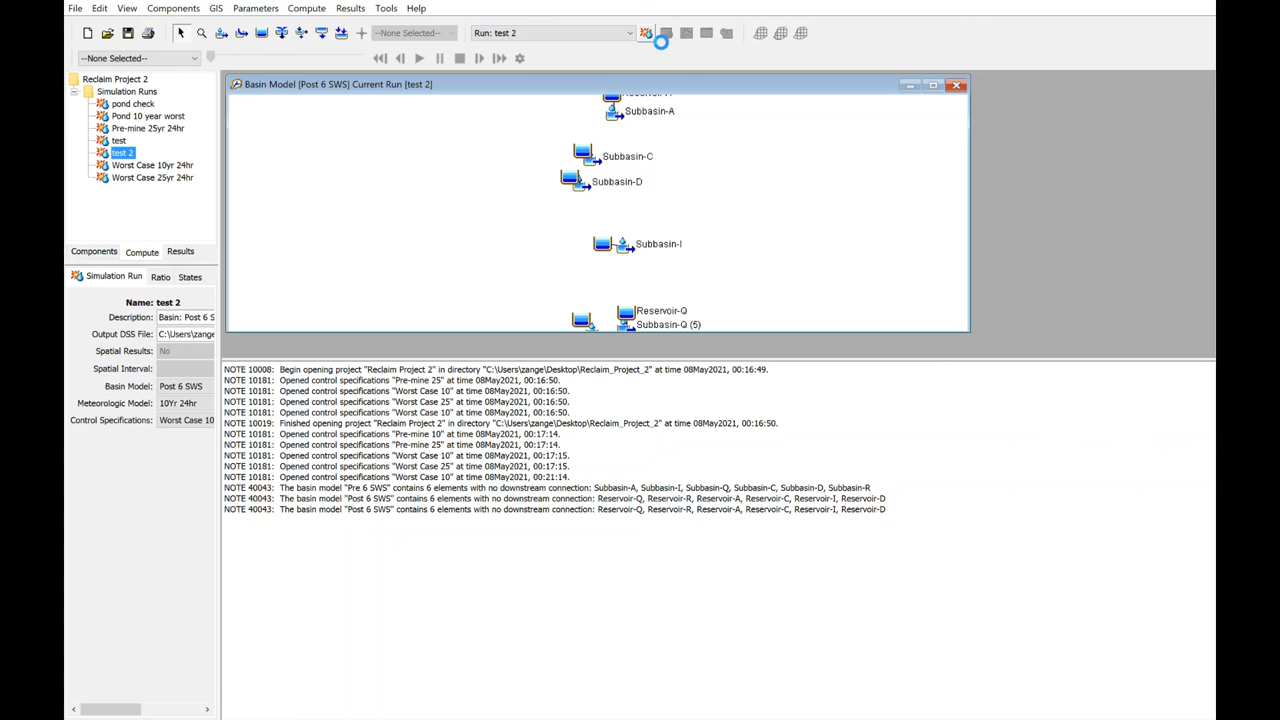 File Edit View Components GIS Parameters Compute Results Tools Help
--None Selected-- Run: test 2
--None Selected--
Reclaim Project 2
Simulation Runs
pond check
Pond 10 year worst
Pre-mine 25yr 24hr
test
test 2
Worst Case 10yr 24hr
Worst Case 25yr 24hr
Components Compute Results
Simulation Run Ratio States
Name: test 2
Description: Basin: Post 6 S
Output DSS File: C:\Users\zange
Spatial Results: No
Spatial Interval:
Basin Model: Post 6 SWS
Meteorologic Model: 10Yr 24hr
Control Specifications: Worst Case 10
Basin Model [Post 6 SWS] Current Run [test 2]
Subbasin-A
Subbasin-C
Subbasin-D
Subbasin-I
Reservoir-Q
Subbasin-Q (5)
NOTE 10008: Begin opening project "Reclaim Project 2" in directory "C:\Users\zange\Desktop\Reclaim_Project_2" at time 08May2021, 00:16:49.
NOTE 10181: Opened control specifications "Pre-mine 25" at time 08May2021, 00:16:50.
NOTE 10181: Opened control specifications "Worst Case 10" at time 08May2021, 00:16:50.
NOTE 10181: Opened control specifications "Worst Case 25" at time 08May2021, 00:16:50.
NOTE 10181: Opened control specifications "Worst Case 10" at time 08May2021, 00:16:50.
NOTE 10019: Finished opening project "Reclaim Project 2" in directory "C:\Users\zange\Desktop\Reclaim_Project_2" at time 08May2021, 00:16:50.
NOTE 10181: Opened control specifications "Pre-mine 10" at time 08May2021, 00:17:14.
NOTE 10181: Opened control specifications "Pre-mine 25" at time 08May2021, 00:17:14.
NOTE 10181: Opened control specifications "Worst Case 10" at time 08May2021, 00:17:15.
NOTE 10181: Opened control specifications "Worst Case 25" at time 08May2021, 00:17:15.
NOTE 10181: Opened control specifications "Worst Case 10" at time 08May2021, 00:21:14.
NOTE 40043: The basin model "Pre 6 SWS" contains 6 elements with no downstream connection: Subbasin-A, Subbasin-I, Subbasin-Q, Subbasin-C, Subbasin-D, Subbasin-R
NOTE 40043: The basin model "Post 6 SWS" contains 6 elements with no downstream connection: Reservoir-Q, Reservoir-R, Reservoir-A, Reservoir-C, Reservoir-I, Reservoir-D
NOTE 40043: The basin model "Post 6 SWS" contains 6 elements with no downstream connection: Reservoir-Q, Reservoir-R, Reservoir-A, Reservoir-C, Reservoir-I, Reservoir-D